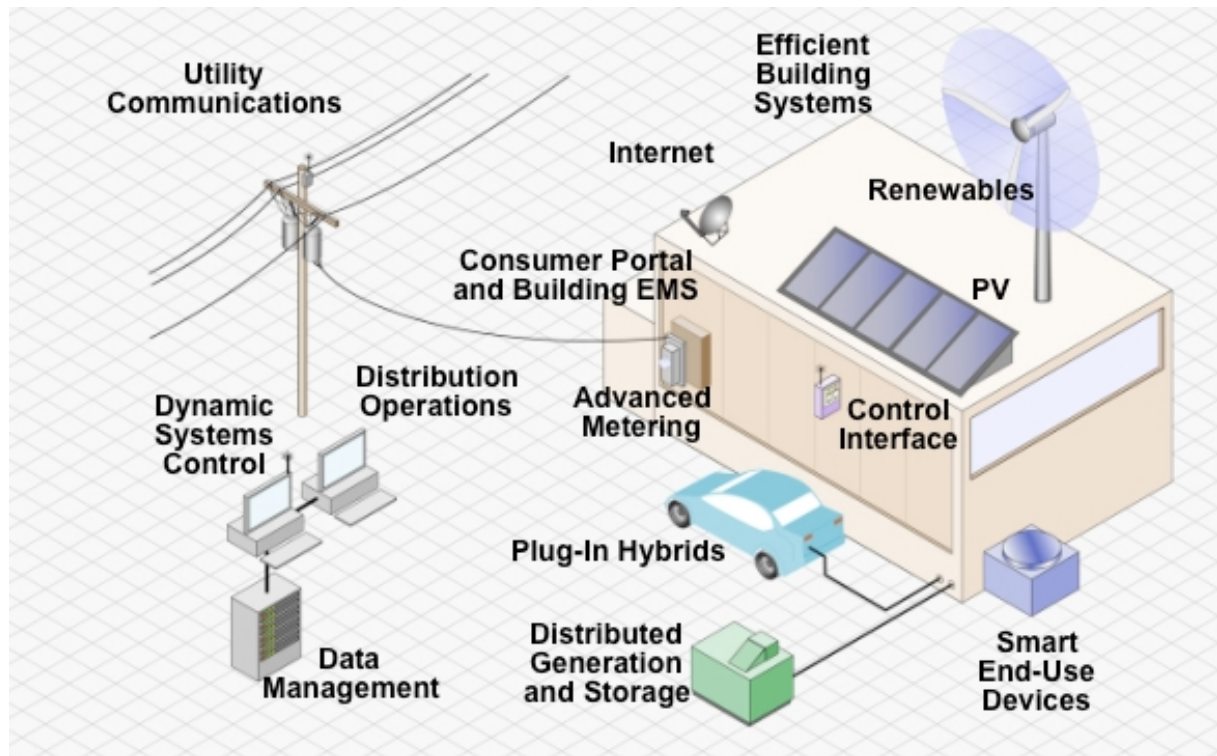 Utility
Communications
Efficient
Building
Systems
Internet
Renewables
Consumer Portal
and Building EMS
PV
Dynamic
Systems
Control
Distribution
Operations
Advanced
Metering
Control
Interface
Plug-In Hybrids
Data
Management
Distributed
Generation
and Storage
Smart
End-Use
Devices